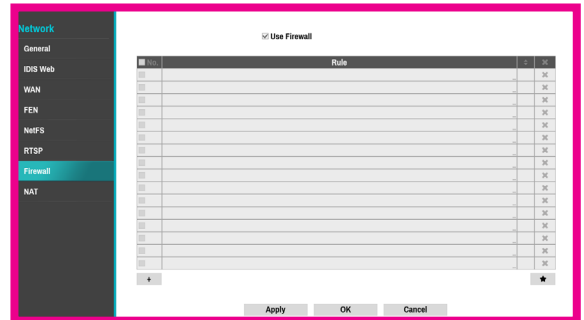 Network
General
IDIS Web
WAN
FEN
NetFS
RTSP
Firewall
NAT
Use Firewall
No. Rule
+
Apply OK Cancel